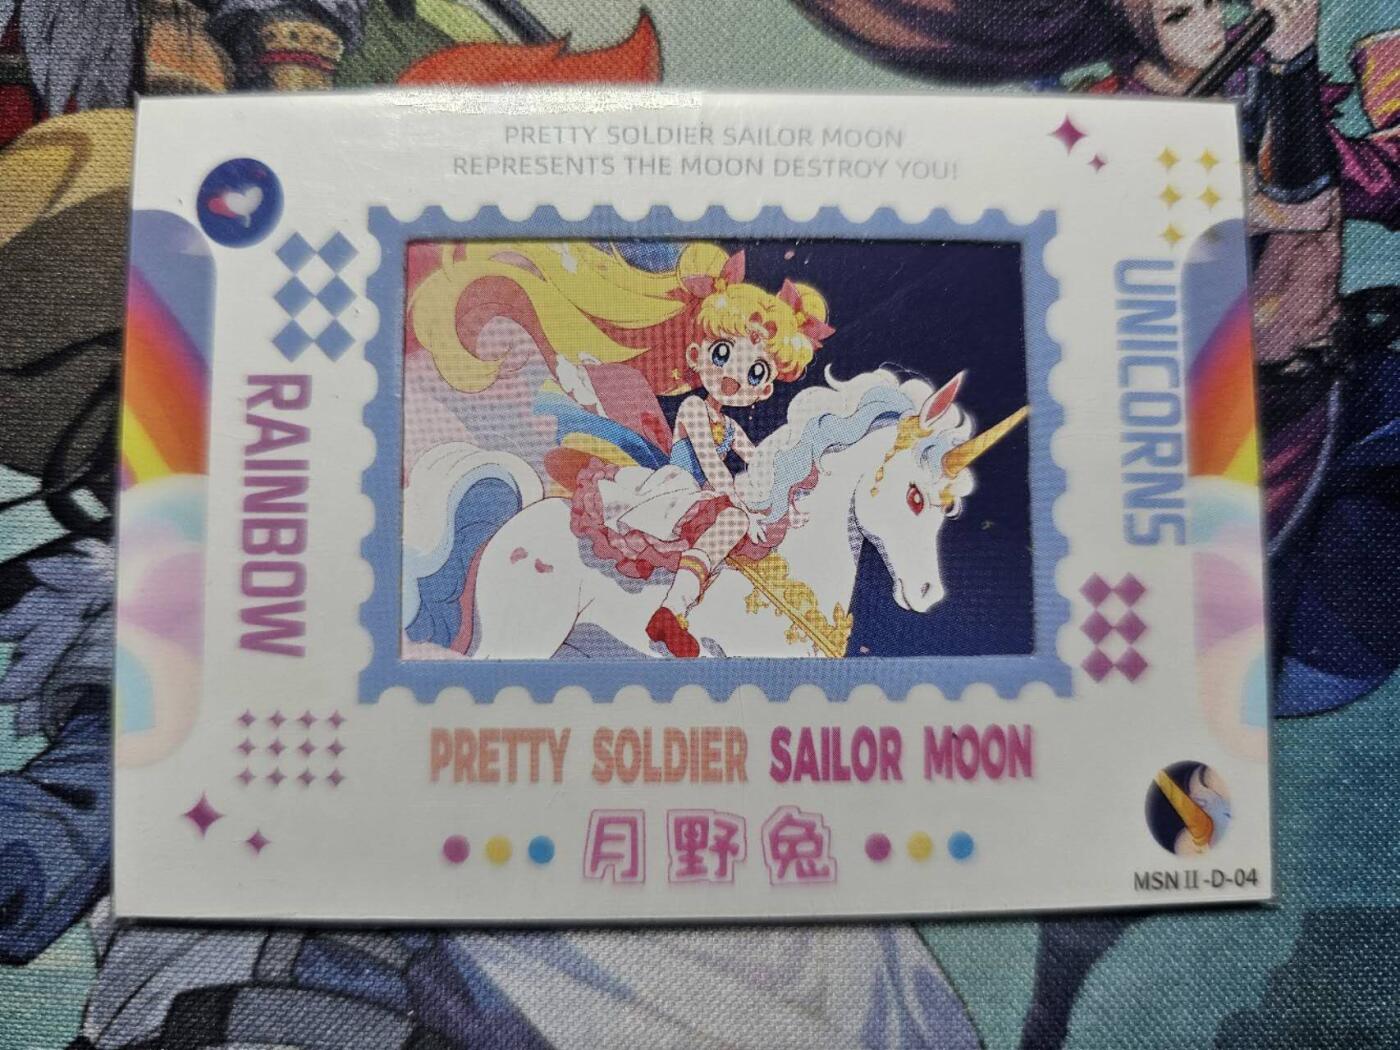 PRETTY SOLDIER SAILOR MOON
REPRESENTS THE MOON DESTROY YOU!
RAINBOW
UNICORNS
PRETTY SOLDIER SAILOR MOON
月野兔
MSN II-D-04